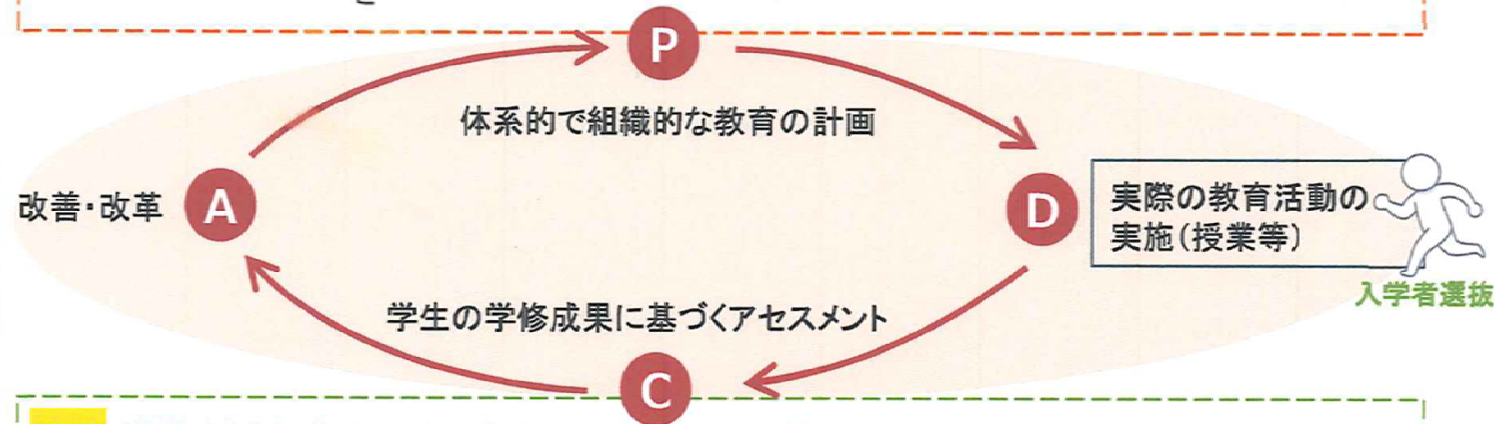 P
体系的で組織的な教育の計画
改善・改革
A
D
実際の教育活動の
実施(授業等)
入学者選抜
学生の学修成果に基づくアセスメント
C